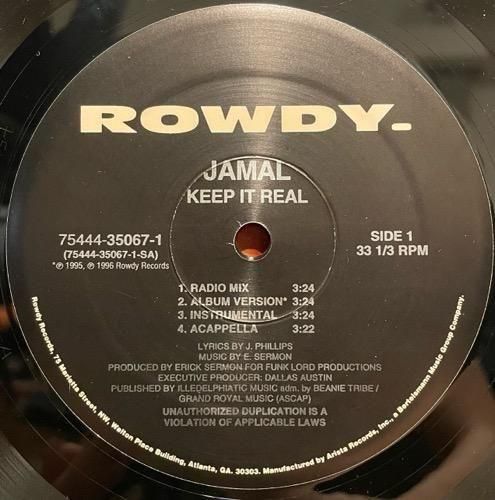 ROWDY.
JAMAL
KEEP IT REAL
75444-35067-1
(75444-35067-1-SA)
*℗ 1995, ℗ 1996 Rowdy Records
SIDE 1
33 1/3 RPM
1. RADIO MIX 3:24
2. ALBUM VERSION* 3:24
3. INSTRUMENTAL 3:24
4. ACAPPELLA 3:22
LYRICS BY J. PHILLIPS
MUSIC BY E. SERMON
PRODUCED BY ERICK SERMON FOR FUNK LORD PRODUCTIONS
EXECUTIVE PRODUCER: DALLAS AUSTIN
PUBLISHED BY ILLEDELPHIATIC MUSIC adm. by BEANIE TRIBE /
GRAND ROYAL MUSIC (ASCAP)
UNAUTHORIZED DUPLICATION IS A
VIOLATION OF APPLICABLE LAWS
Rowdy Records, 75 Marietta Street, NW, Walton Place Building, Atlanta, GA. 30303. Manufactured by Arista Records, Inc., a Bertelsmann Music Group Company.